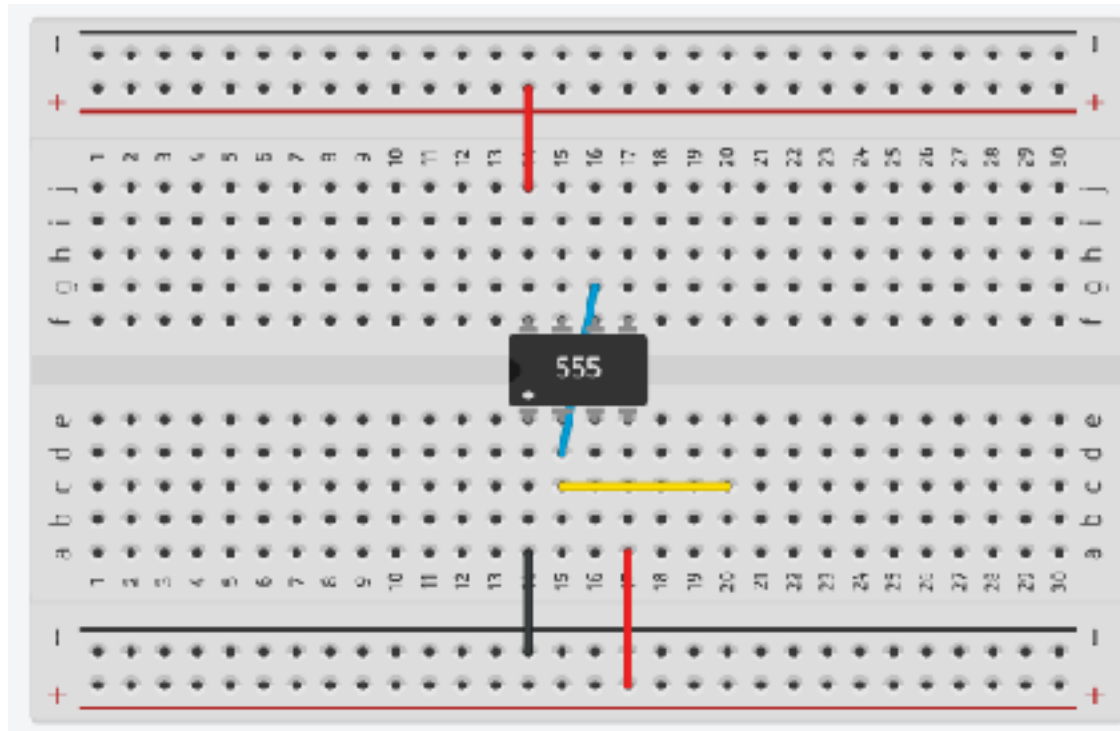 - -
+ +
1 2 3 4 5 6 7 8 9 10 11 12 13 15 16 17 18 19 20 21 22 23 24 25 26 27 28 29 30
j j
i i
h h
g g
f f
555
e e
d d
c c
b b
a a
1 2 3 4 5 6 7 8 9 10 11 12 13 15 16 18 19 20 21 22 23 24 25 26 27 28 29 30
- -
+ +